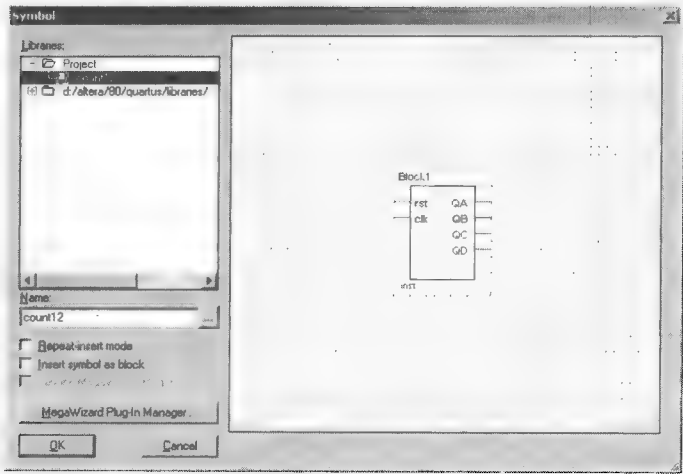 Symbol
Libraries:
Project
d:/altera/80/quartus/libraries/
Name:
count12
...
Repeat-insert mode
Insert symbol as block
MegaWizard Plug-In Manager...
OK
Cancel
Block1
rst QA
clk QB
QC
QD
inst